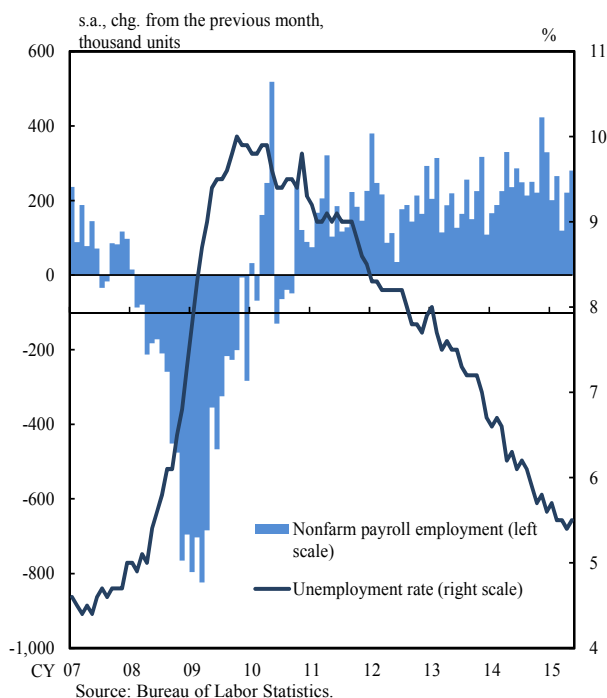 s.a., chg. from the previous month,
thousand units
%
600
400
200
0
-200
-400
-600
-800
-1,000
11
10
9
8
7
6
5
4
Nonfarm payroll employment (left
scale)
Unemployment rate (right scale)
CY 07 08 09 10 11 12 13 14 15
Source: Bureau of Labor Statistics.